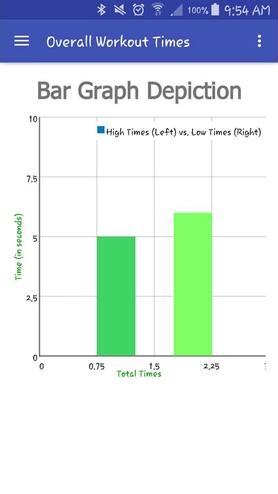 100% 9:54 AM
Overall Workout Times
Bar Graph Depiction
10
High Times (Left) vs. Low Times (Right)
7,5
Time (in seconds)
5
2,5
0
0 0,75 1,5 2,25
Total Times